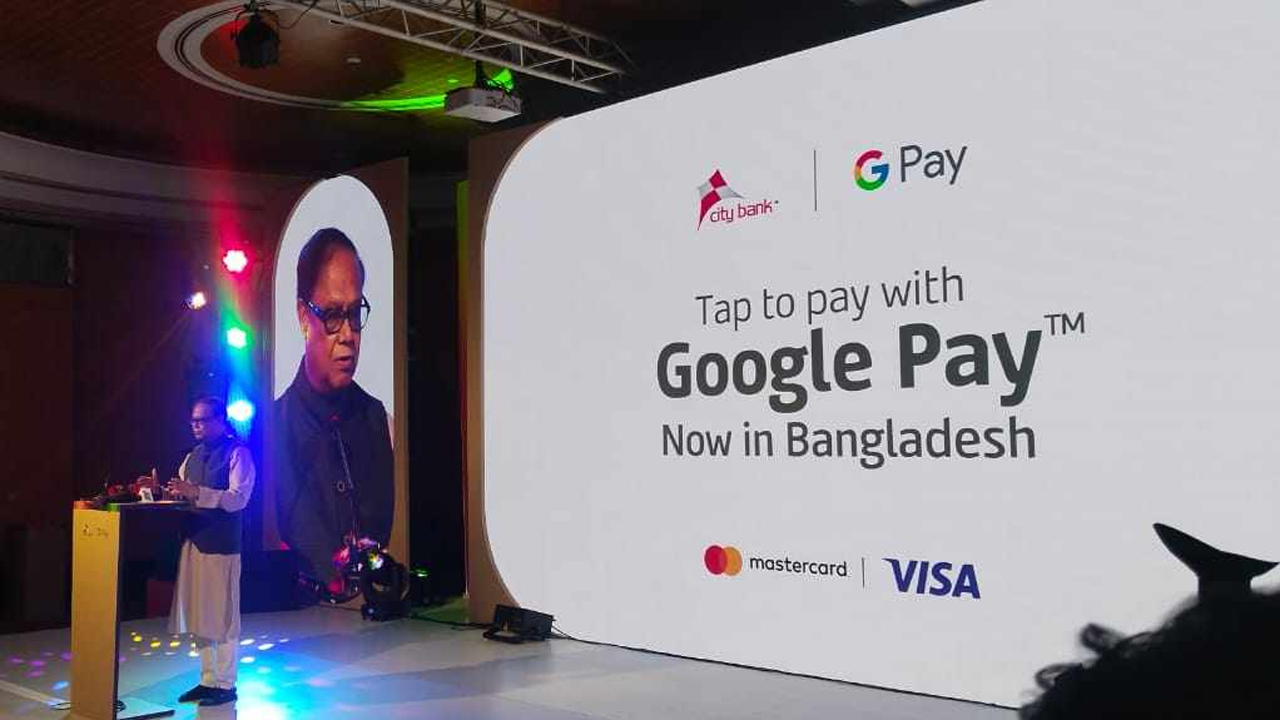 city bank
G Pay
Tap to pay with
Google Pay™
Now in Bangladesh
mastercard
VISA